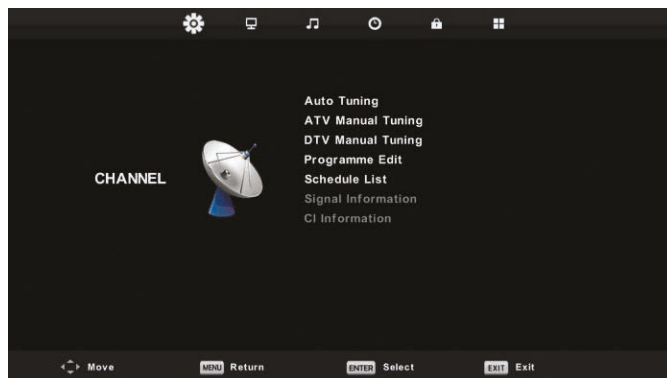 Auto Tuning
ATV Manual Tuning
DTV Manual Tuning
Programme Edit
CHANNEL
Schedule List
Signal Information
CI Information
Move MENU Return ENTER Select EXIT Exit